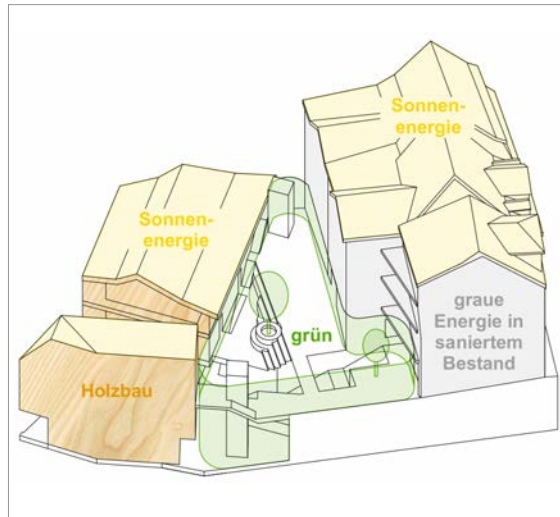 Sonnen-
energie
Sonnen-
energie
graue
Energie in
saniertem
Bestand
grün
Holzbau